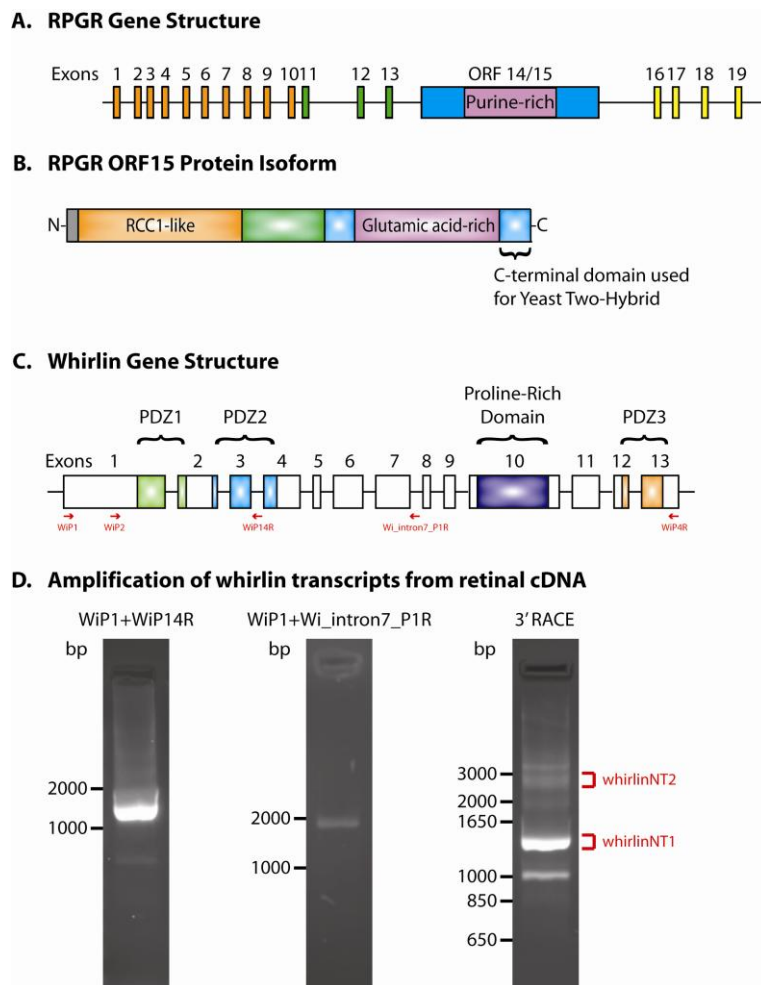 A. RPGR Gene Structure
Exons 1 2 3 4 5 6 7 8 9 10 11 12 13 ORF 14/15 16 17 18 19
Purine-rich
B. RPGR ORF15 Protein Isoform
N- RCC1-like Glutamic acid-rich -C
C-terminal domain used
for Yeast Two-Hybrid
C. Whirlin Gene Structure
Proline-Rich
Domain
PDZ1 PDZ2 PDZ3
Exons 1 2 3 4 5 6 7 8 9 10 11 12 13
WiP1 WiP2 WiP14R Wi_intron7_P1R WiP4R
D. Amplification of whirlin transcripts from retinal cDNA
WiP1+WiP14R WiP1+Wi_intron7_P1R 3' RACE
bp bp bp
2000
1000
2000
1000
3000
2000
1650
1000
850
650
whirlinNT2
whirlinNT1